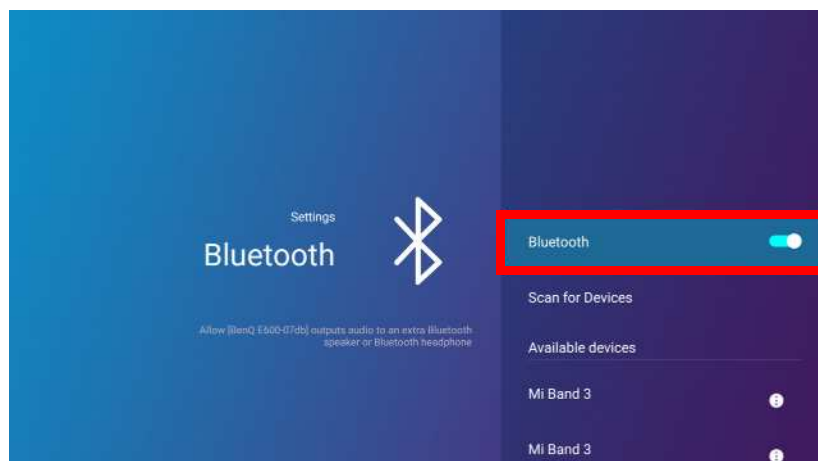 Settings
Bluetooth
Allow [BenQ E600-07db] outputs audio to an extra Bluetooth
speaker or Bluetooth headphone
Bluetooth
Scan for Devices
Available devices
Mi Band 3
Mi Band 3